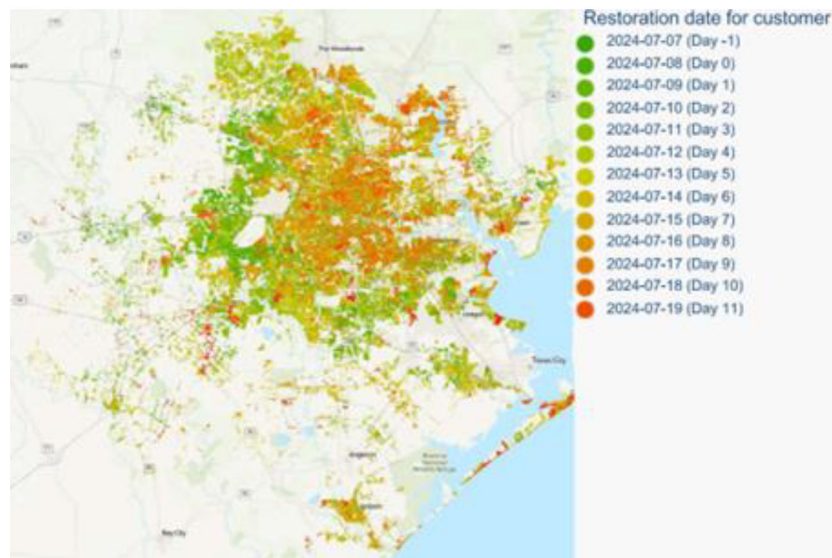 Restoration date for customer
2024-07-07 (Day -1)
2024-07-08 (Day 0)
2024-07-09 (Day 1)
2024-07-10 (Day 2)
2024-07-11 (Day 3)
2024-07-12 (Day 4)
2024-07-13 (Day 5)
2024-07-14 (Day 6)
2024-07-15 (Day 7)
2024-07-16 (Day 8)
2024-07-17 (Day 9)
2024-07-18 (Day 10)
2024-07-19 (Day 11)
The Woodlands
Texas City
Angleton
Bay City